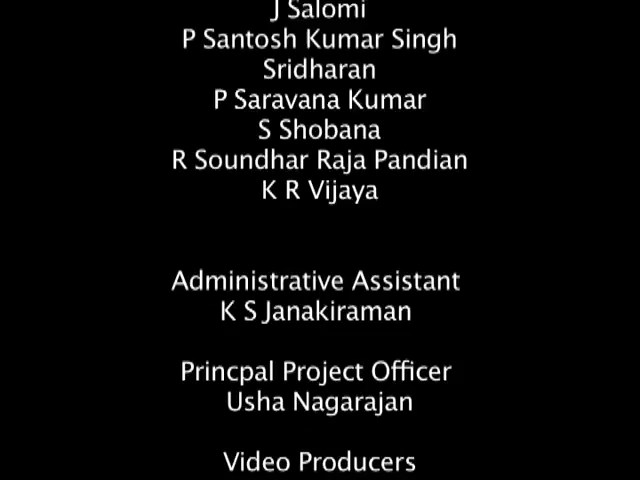 J Salomi
P Santosh Kumar Singh
Sridharan
P Saravana Kumar
S Shobana
R Soundhar Raja Pandian
K R Vijaya
Administrative Assistant
K S Janakiraman
Princpal Project Officer
Usha Nagarajan
Video Producers